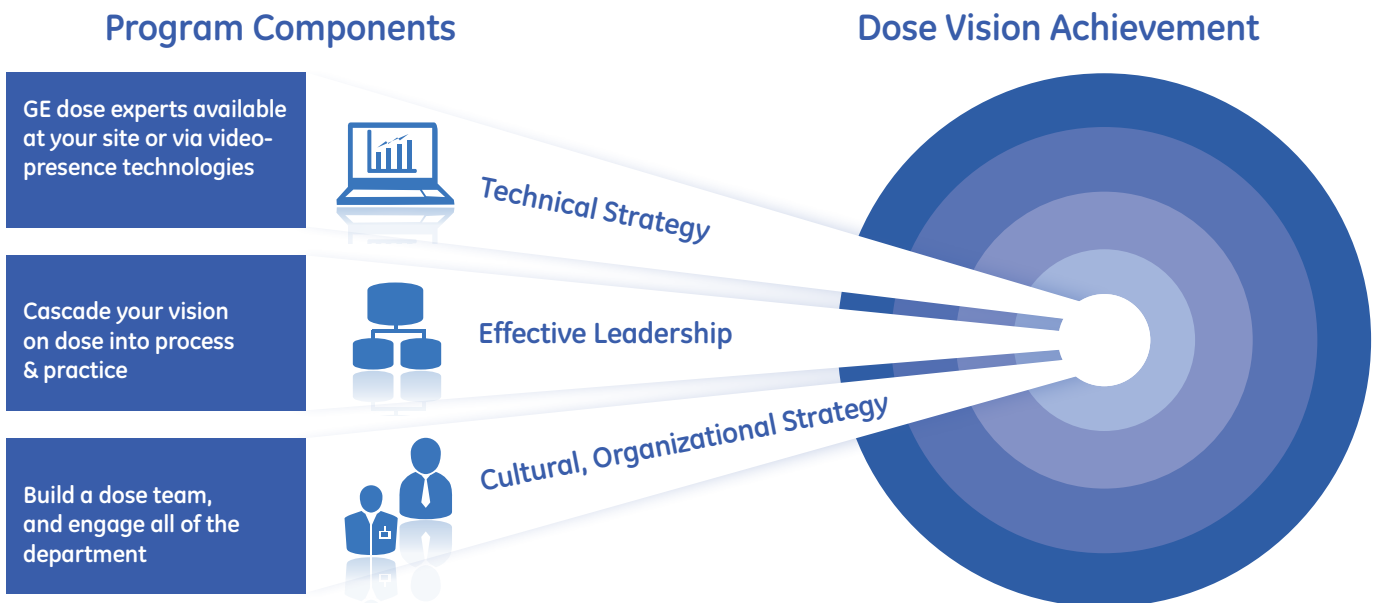 Program Components
Dose Vision Achievement
GE dose experts available
at your site or via video-
presence technologies
Technical Strategy
Cascade your vision
on dose into process
& practice
Effective Leadership
Build a dose team,
and engage all of the
department
Cultural, Organizational Strategy